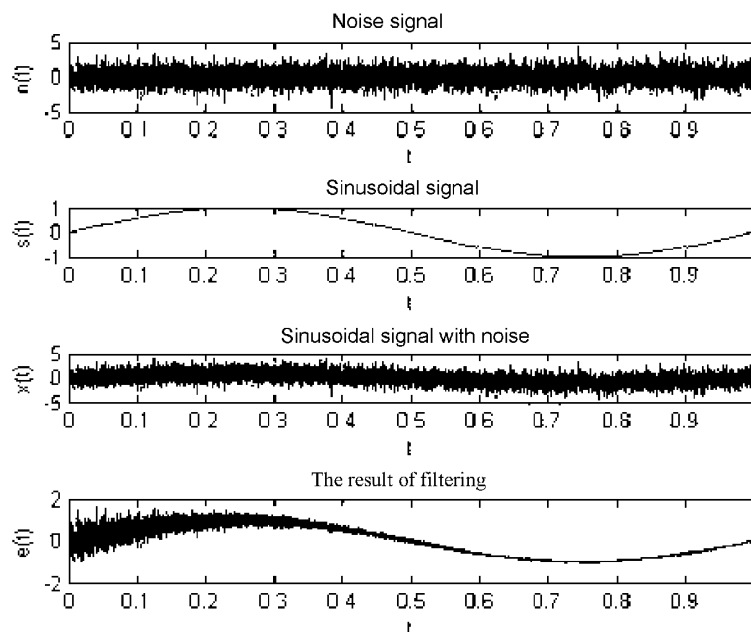 Noise signal
5
0
-5
n(t)
0 0.1 0.2 0.3 0.4 0.5 0.6 0.7 0.8 0.9
t
Sinusoidal signal
1
0
-1
s(t)
0 0.1 0.2 0.3 0.4 0.5 0.6 0.7 0.8 0.9
t
Sinusoidal signal with noise
5
0
-5
x(t)
0 0.1 0.2 0.3 0.4 0.5 0.6 0.7 0.8 0.9
t
The result of filtering
2
0
-2
e(t)
0 0.1 0.2 0.3 0.4 0.5 0.6 0.7 0.8 0.9
t